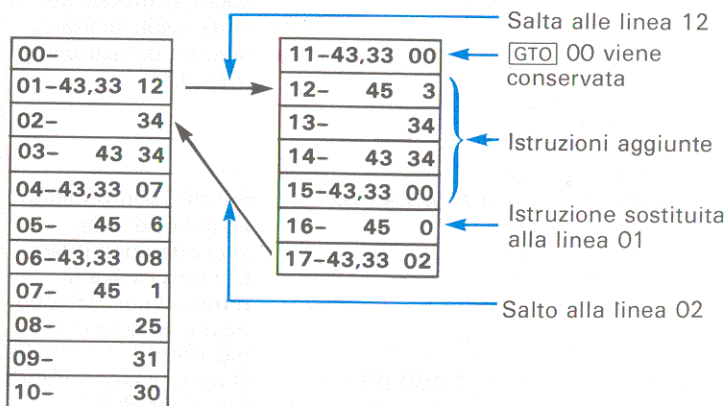 00–
01–43,33 12
02– 34
03– 43 34
04–43,33 07
05– 45 6
06–43,33 08
07– 45 1
08– 25
09– 31
10– 30
11–43,33 00
12– 45 3
13– 34
14– 43 34
15–43,33 00
16– 45 0
17–43,33 02
Salta alle linea 12
GTO 00 viene
conservata
Istruzioni aggiunte
Istruzione sostituita
alla linea 01
Salto alla linea 02